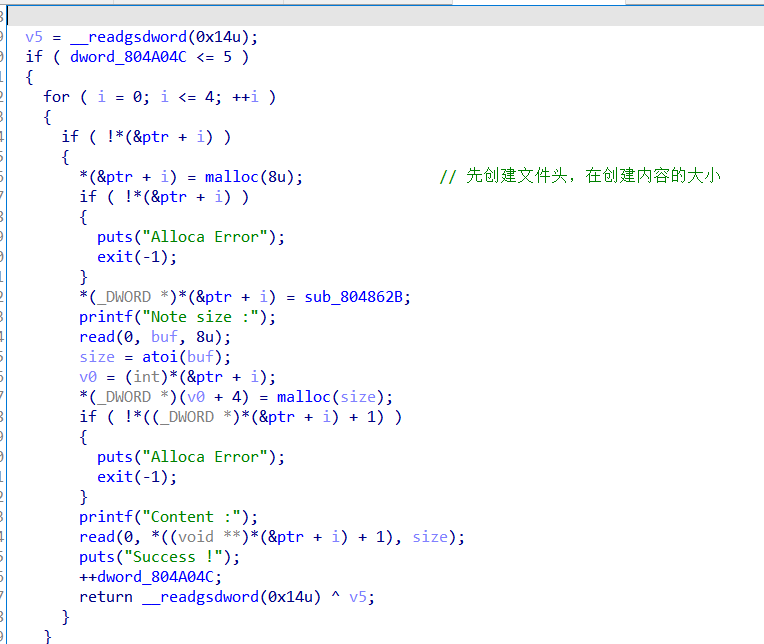 v5 = __readgsdword(0x14u);
if ( dword_804A04C <= 5 )
{
for ( i = 0; i <= 4; ++i )
{
if ( !*(&ptr + i) )
{
*(&ptr + i) = malloc(8u); // 先创建文件头，在创建内容的大小
if ( !*(&ptr + i) )
{
puts("Alloca Error");
exit(-1);
}
*(_DWORD *)*(&ptr + i) = sub_804862B;
printf("Note size :");
read(0, buf, 8u);
size = atoi(buf);
v0 = (int)*(&ptr + i);
*(_DWORD *)(v0 + 4) = malloc(size);
if ( !*((_DWORD *)*(&ptr + i) + 1) )
{
puts("Alloca Error");
exit(-1);
}
printf("Content :");
read(0, *((void **)*(&ptr + i) + 1), size);
puts("Success !");
++dword_804A04C;
return __readgsdword(0x14u) ^ v5;
}
}